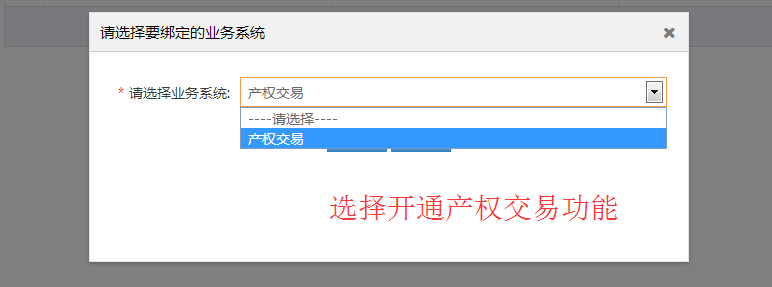 请选择要绑定的业务系统
* 请选择业务系统: 产权交易
----请选择----
产权交易
选择开通产权交易功能